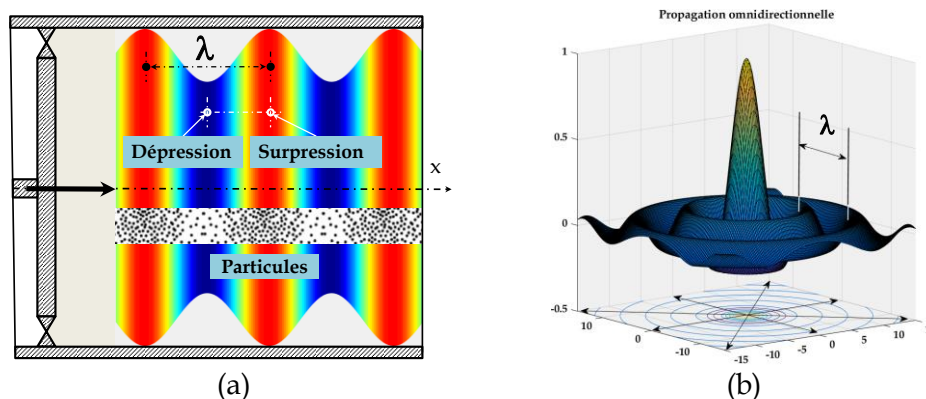 λ
Dépression
Surpression
x
Particules
(a)
Propagation omnidirectionnelle
1
0.5
0
-0.5
λ
10
0
-10
-15
-10
-5
0
5
10
(b)